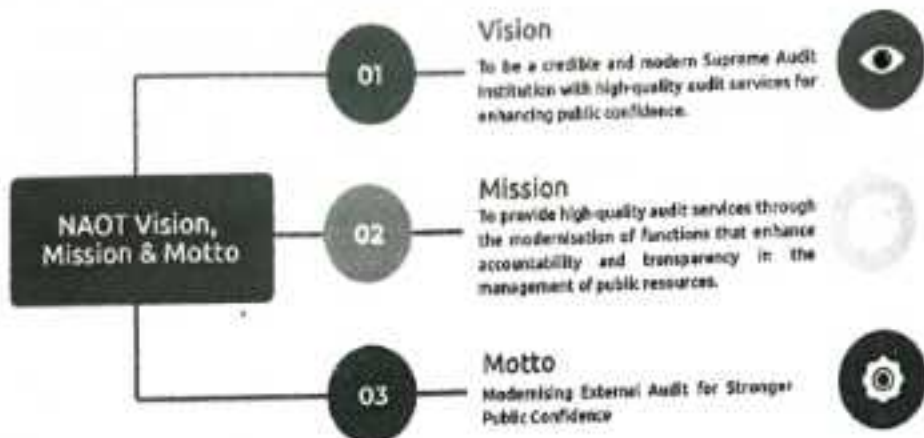 Vision
01
To be a credible and modern Supreme Audit
Institution with high-quality audit services for
enhancing public confidence.
NAOT Vision,
Mission & Motto
Mission
02
To provide high-quality audit services through
the modernisation of functions that enhance
accountability and transparency in the
management of public resources.
Motto
03
Modernising External Audit for Stronger
Public Confidence